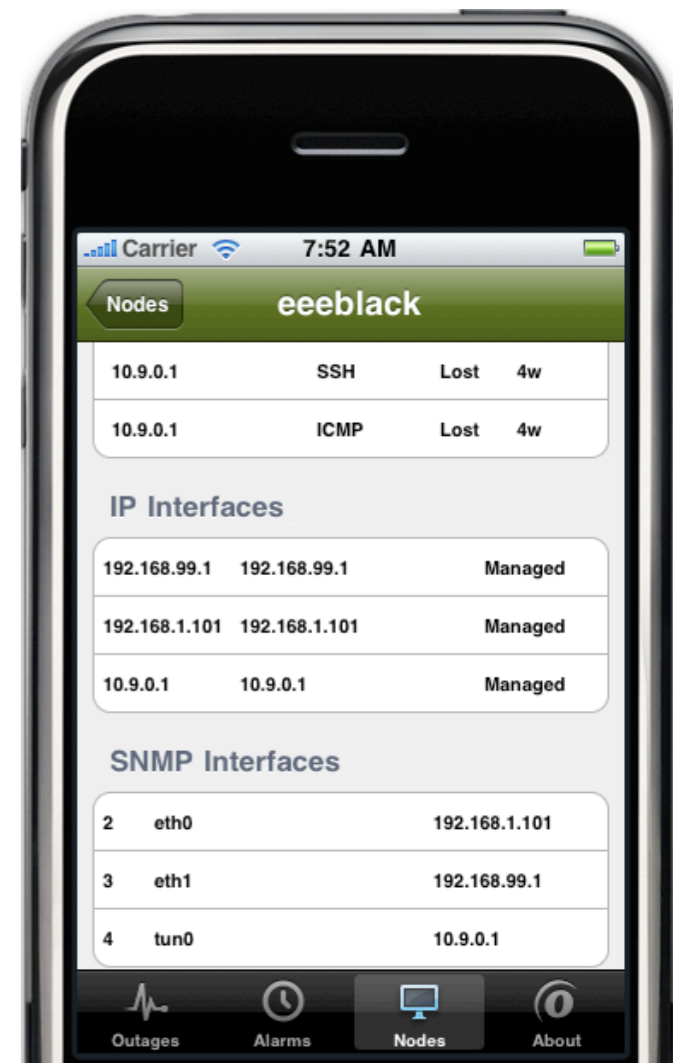 Carrier 7:52 AM
Nodes eeeblack
10.9.0.1 SSH Lost 4w
10.9.0.1 ICMP Lost 4w
IP Interfaces
192.168.99.1 192.168.99.1 Managed
192.168.1.101 192.168.1.101 Managed
10.9.0.1 10.9.0.1 Managed
SNMP Interfaces
2 eth0 192.168.1.101
3 eth1 192.168.99.1
4 tun0 10.9.0.1
Outages Alarms Nodes About